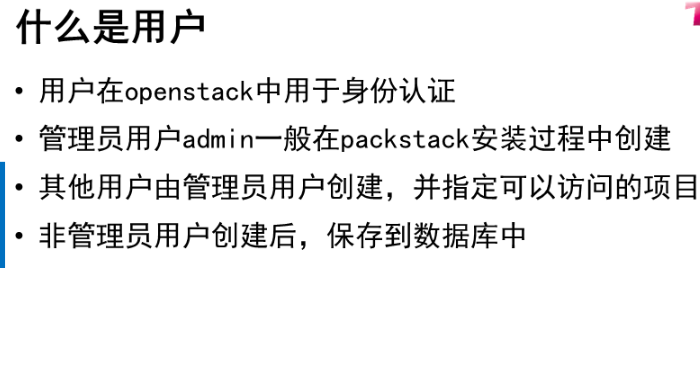 什么是用户
• 用户在openstack中用于身份认证
• 管理员用户admin一般在packstack安装过程中创建
• 其他用户由管理员用户创建，并指定可以访问的项目
• 非管理员用户创建后，保存到数据库中